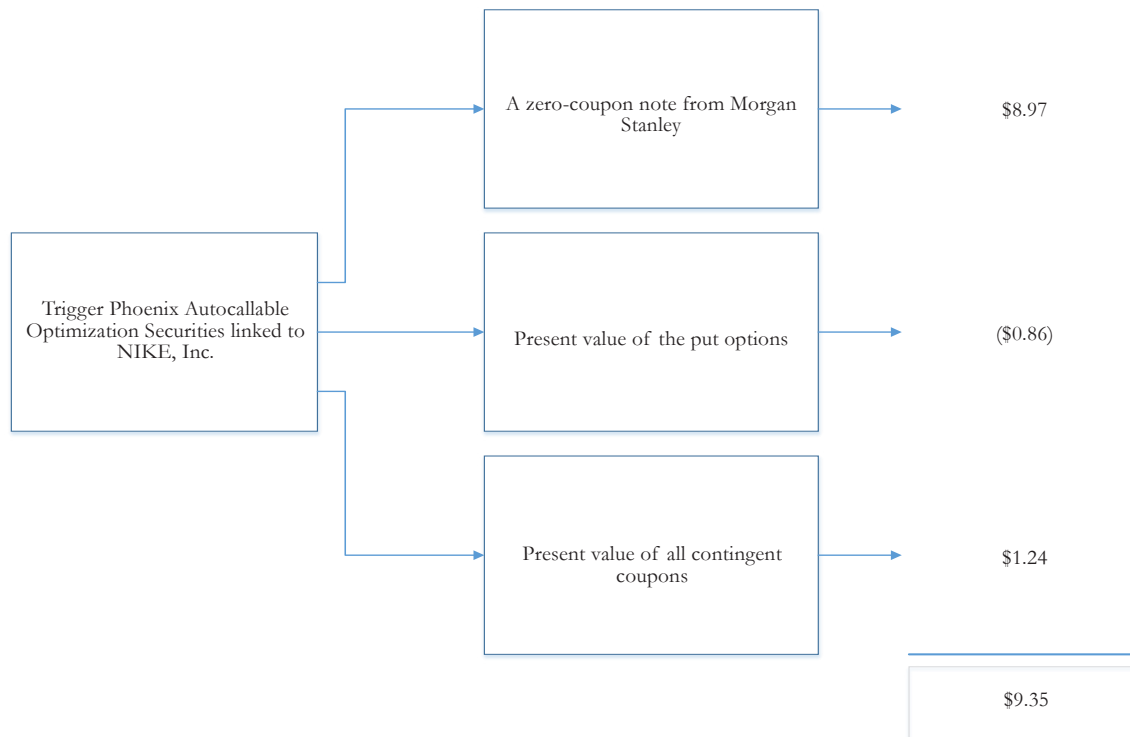 A zero-coupon note from Morgan
Stanley
$8.97
Trigger Phoenix Autocallable
Optimization Securities linked to
NIKE, Inc.
Present value of the put options
($0.86)
Present value of all contingent
coupons
$1.24
$9.35